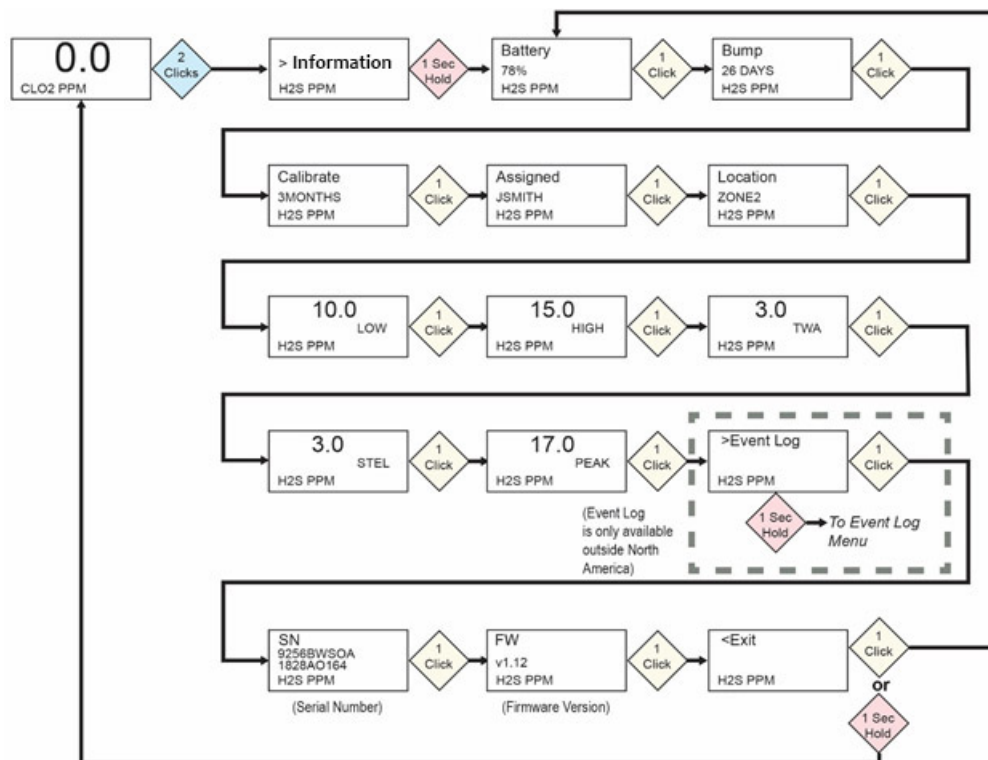 0.0
CLO2 PPM
2
Clicks
> Information
H2S PPM
1 Sec
Hold
Battery
78%
H2S PPM
1
Click
Bump
26 DAYS
H2S PPM
1
Click
Calibrate
3MONTHS
H2S PPM
1
Click
Assigned
JSMITH
H2S PPM
1
Click
Location
ZONE2
H2S PPM
1
Click
10.0
LOW
H2S PPM
1
Click
15.0
HIGH
H2S PPM
1
Click
3.0
TWA
H2S PPM
1
Click
3.0
STEL
H2S PPM
1
Click
17.0
PEAK
H2S PPM
1
Click
(Event Log
is only available
outside North
America)
>Event Log
H2S PPM
1
Click
1 Sec
Hold
To Event Log
Menu
SN
9256BWSOA
1828AO164
H2S PPM
(Serial Number)
1
Click
FW
v1.12
H2S PPM
(Firmware Version)
1
Click
<Exit
H2S PPM
1
Click
or
1 Sec
Hold